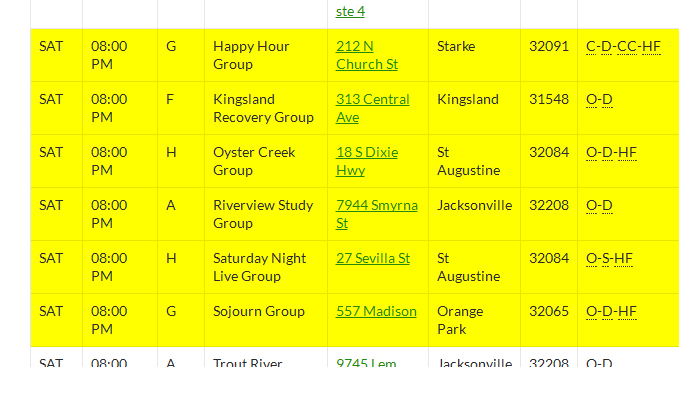 ste 4
SAT 08:00 G Happy Hour 212 N Starke 32091 C-D-CC-HF
PM Group Church St
SAT 08:00 F Kingsland 313 Central Kingsland 31548 O-D
PM Recovery Group Ave
SAT 08:00 H Oyster Creek 18 S Dixie St 32084 O-D-HF
PM Group Hwy Augustine
SAT 08:00 A Riverview Study 7944 Smyrna Jacksonville 32208 O-D
PM Group St
SAT 08:00 H Saturday Night 27 Sevilla St St 32084 O-S-HF
PM Live Group Augustine
SAT 08:00 G Sojourn Group 557 Madison Orange 32065 O-D-HF
PM Park
SAT 08:00 A Trout River 9745 Lem Jacksonville 32208 O-D